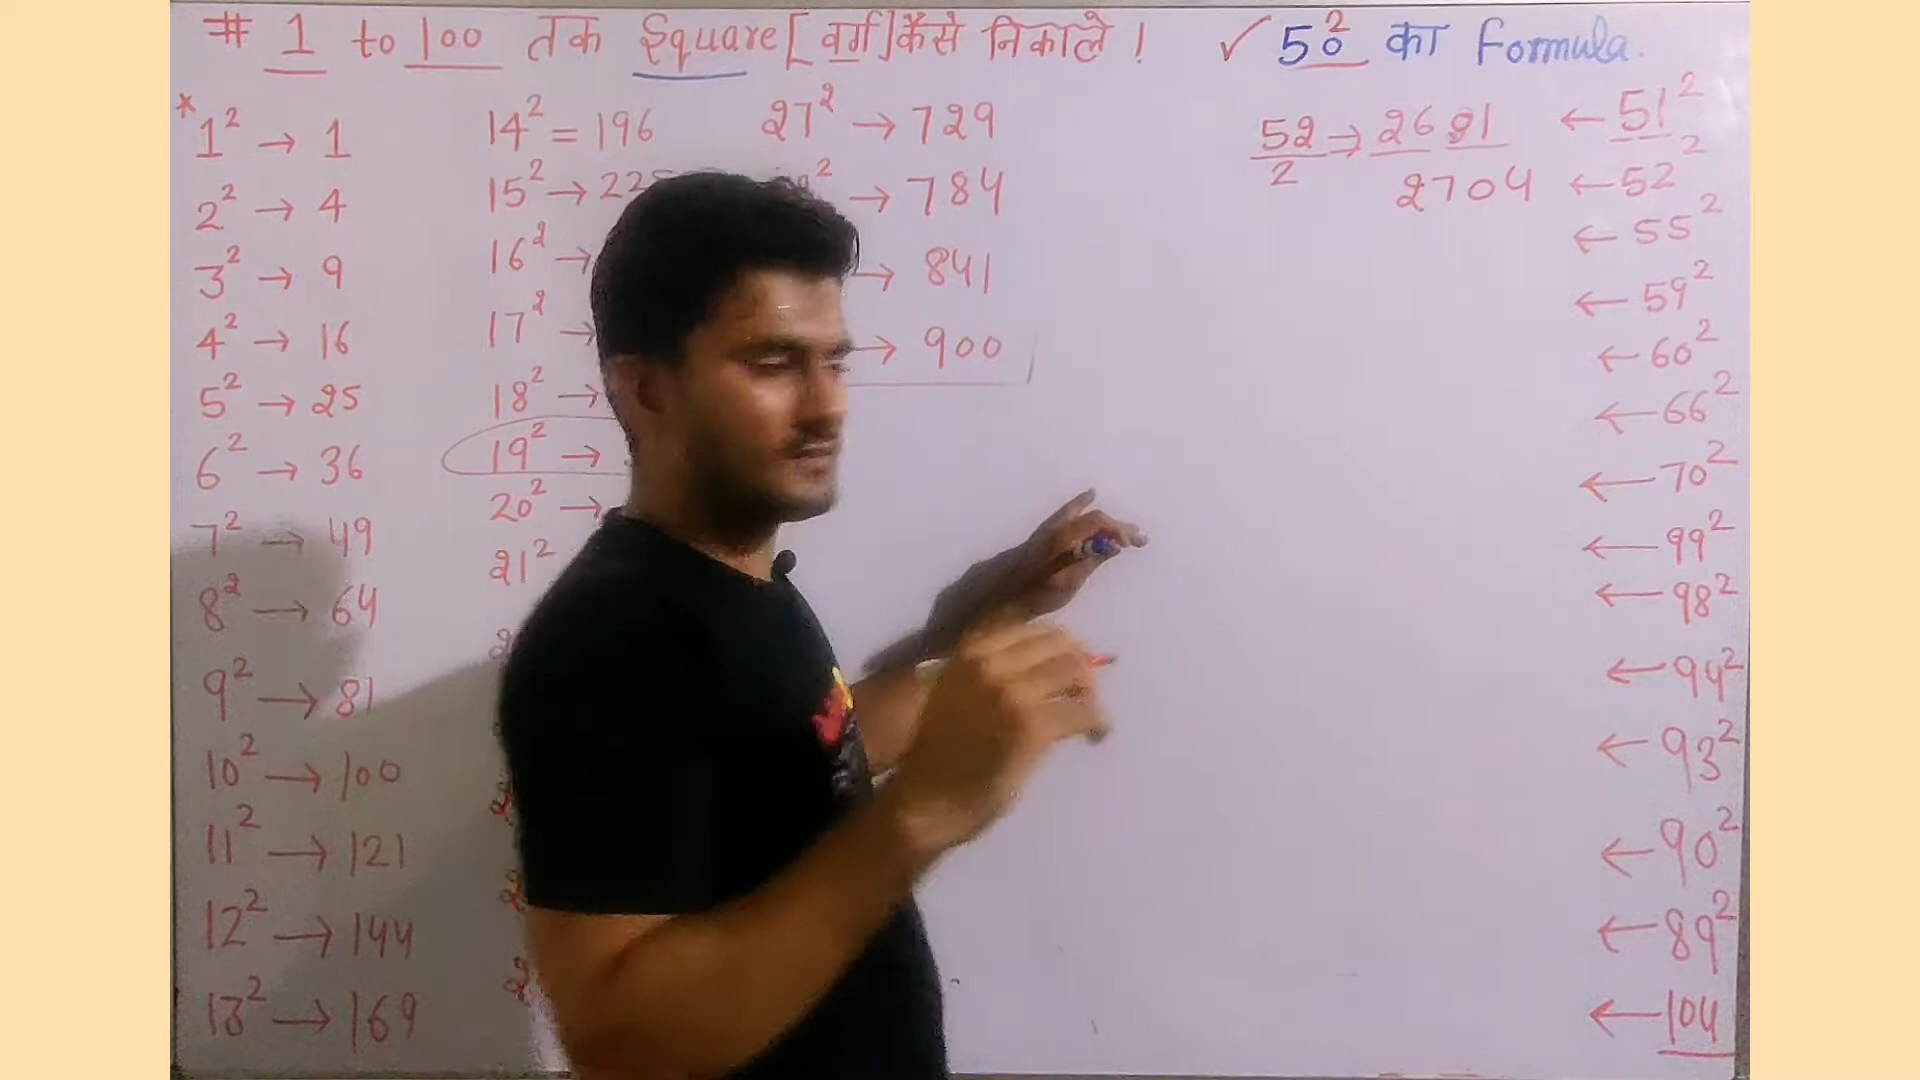 # 1 to 100 तक Square [वर्ग] कैसे निकाले !
✓ 50² का Formula.
* 1² → 1
2² → 4
3² → 9
4² → 16
5² → 25
6² → 36
7² → 49
8² → 64
9² → 81
10² → 100
11² → 121
12² → 144
13² → 169
14² = 196
15² → 22
16² →
17² →
18² →
19² →
20² →
21²
27² → 729
² → 784
→ 841
→ 900
52/2 → 26
2704
← 51²
← 52²
← 55²
← 59²
← 60²
← 66²
← 70²
← 99²
← 98²
← 94²
← 93²
← 90²
← 89²
← 104